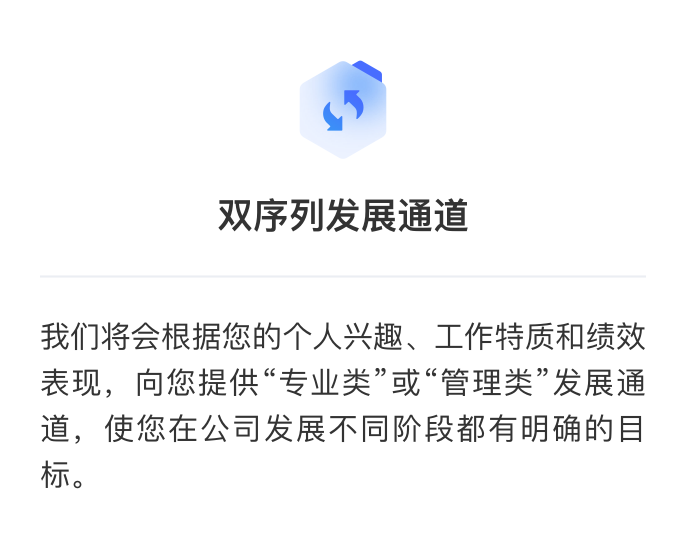 双序列发展通道
我们将会根据您的个人兴趣、工作特质和绩效
表现，向您提供“专业类”或“管理类”发展通
道，使您在公司发展不同阶段都有明确的目
标。